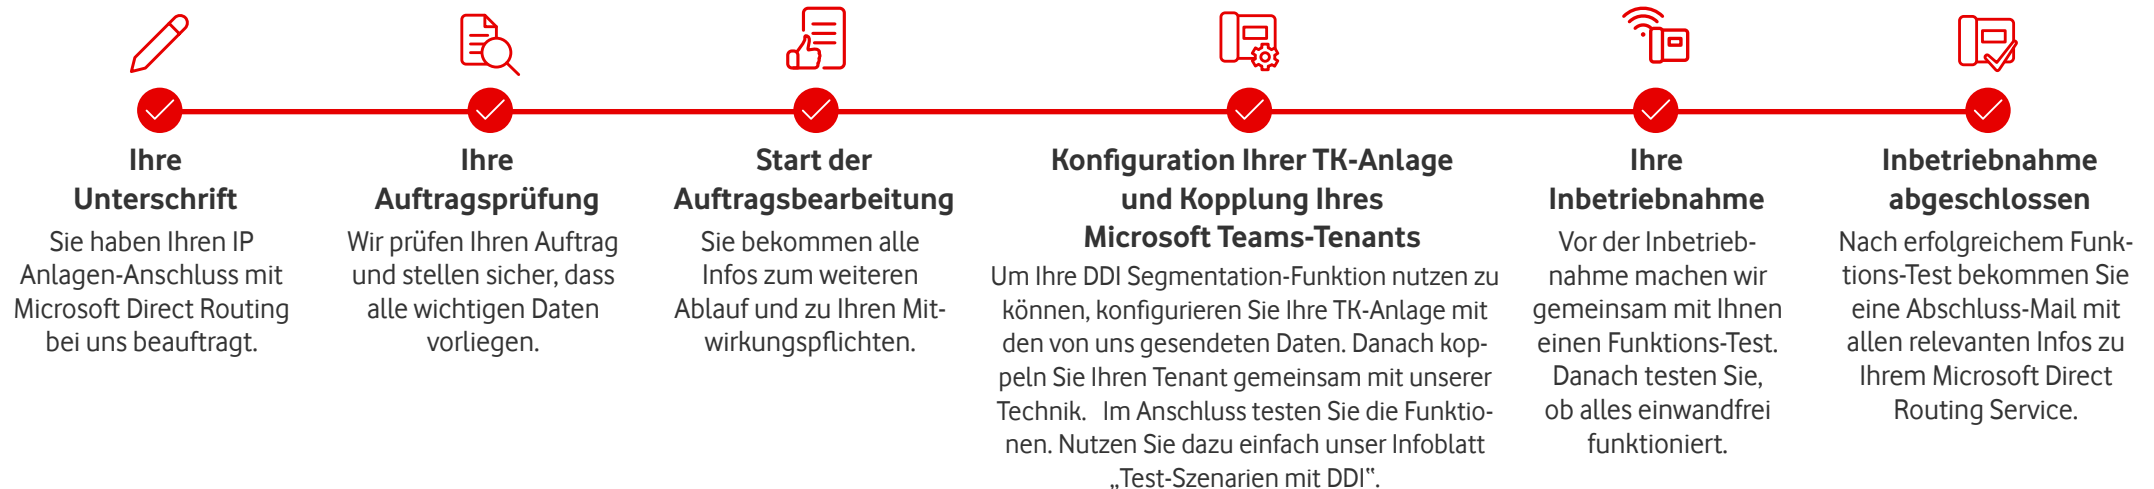 Ihre
Unterschrift
Sie haben Ihren IP
Anlagen-Anschluss mit
Microsoft Direct Routing
bei uns beauftragt.
Ihre
Auftragsprüfung
Wir prüfen Ihren Auftrag
und stellen sicher, dass
alle wichtigen Daten
vorliegen.
Start der
Auftragsbearbeitung
Sie bekommen alle
Infos zum weiteren
Ablauf und zu Ihren Mit-
wirkungspflichten.
Konfiguration Ihrer TK-Anlage
und Kopplung Ihres
Microsoft Teams-Tenants
Um Ihre DDI Segmentation-Funktion nutzen zu
können, konfigurieren Sie Ihre TK-Anlage mit
den von uns gesendeten Daten. Danach kop-
peln Sie Ihren Tenant gemeinsam mit unserer
Technik. Im Anschluss testen Sie die Funktio-
nen. Nutzen Sie dazu einfach unser Infoblatt
„Test-Szenarien mit DDI“.
Ihre
Inbetriebnahme
Vor der Inbetrieb-
nahme machen wir
gemeinsam mit Ihnen
einen Funktions-Test.
Danach testen Sie,
ob alles einwandfrei
funktioniert.
Inbetriebnahme
abgeschlossen
Nach erfolgreichem Funk-
tions-Test bekommen Sie
eine Abschluss-Mail mit
allen relevanten Infos zu
Ihrem Microsoft Direct
Routing Service.